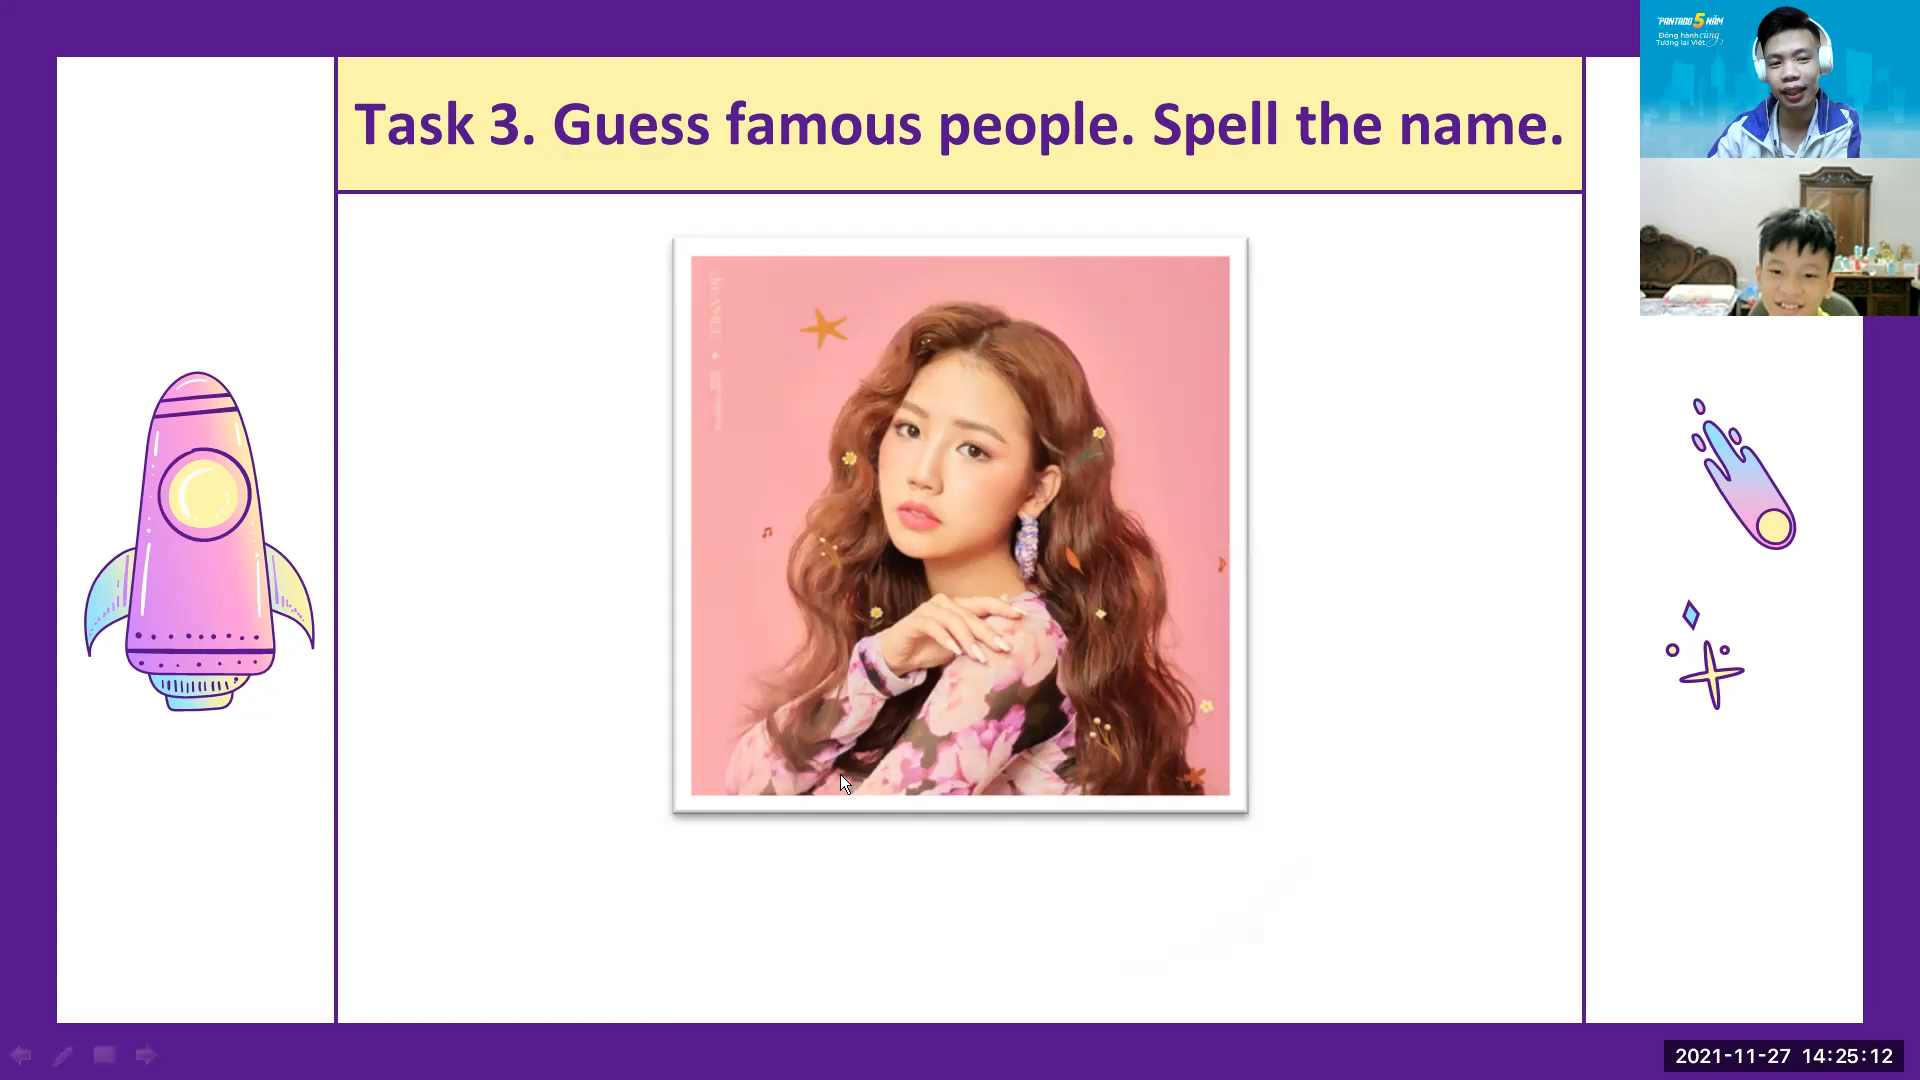 Task 3. Guess famous people. Spell the name.
PANTADO 5 NĂM
Đồng hành cùng
Tương lai Việt
2021-11-27 14:25:12